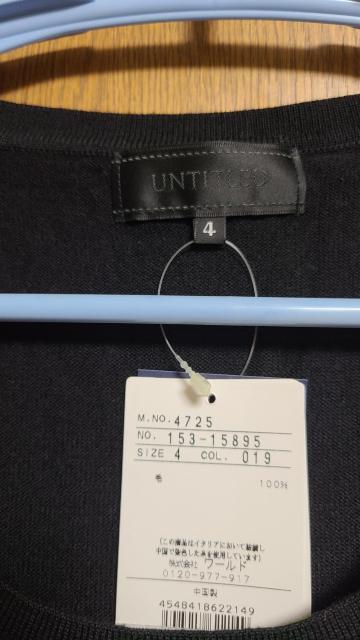 UNTITLED
4
M.NO. 4725
NO. 153-15895
SIZE 4 COL. 019
毛 100%
(この商品はイタリアにおいて紡績し
中国で染色した糸を使用しています)
株式会社 ワールド
0120-977-917
中国製
4548418622149